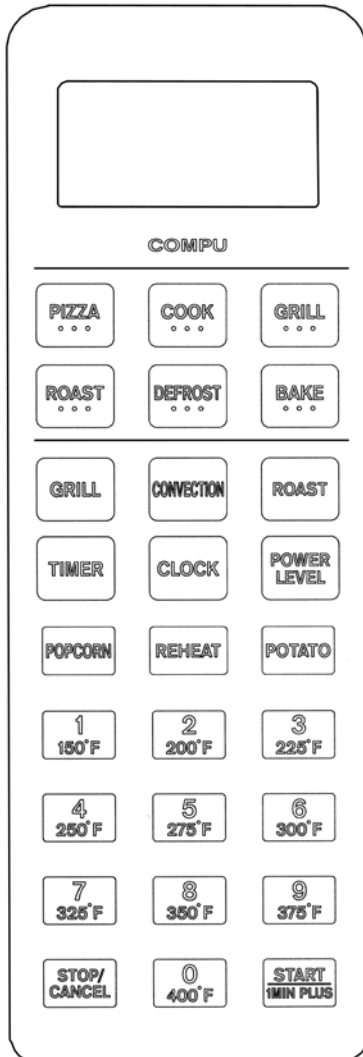 COMPU
PIZZA COOK GRILL
ROAST DEFROST BAKE
GRILL CONVECTION ROAST
TIMER CLOCK POWER
LEVEL
POPCORN REHEAT POTATO
1 2 3
150°F 200°F 225°F
4 5 6
250°F 275°F 300°F
7 8 9
325°F 350°F 375°F
STOP/ 0 START
CANCEL 400°F 1MIN PLUS